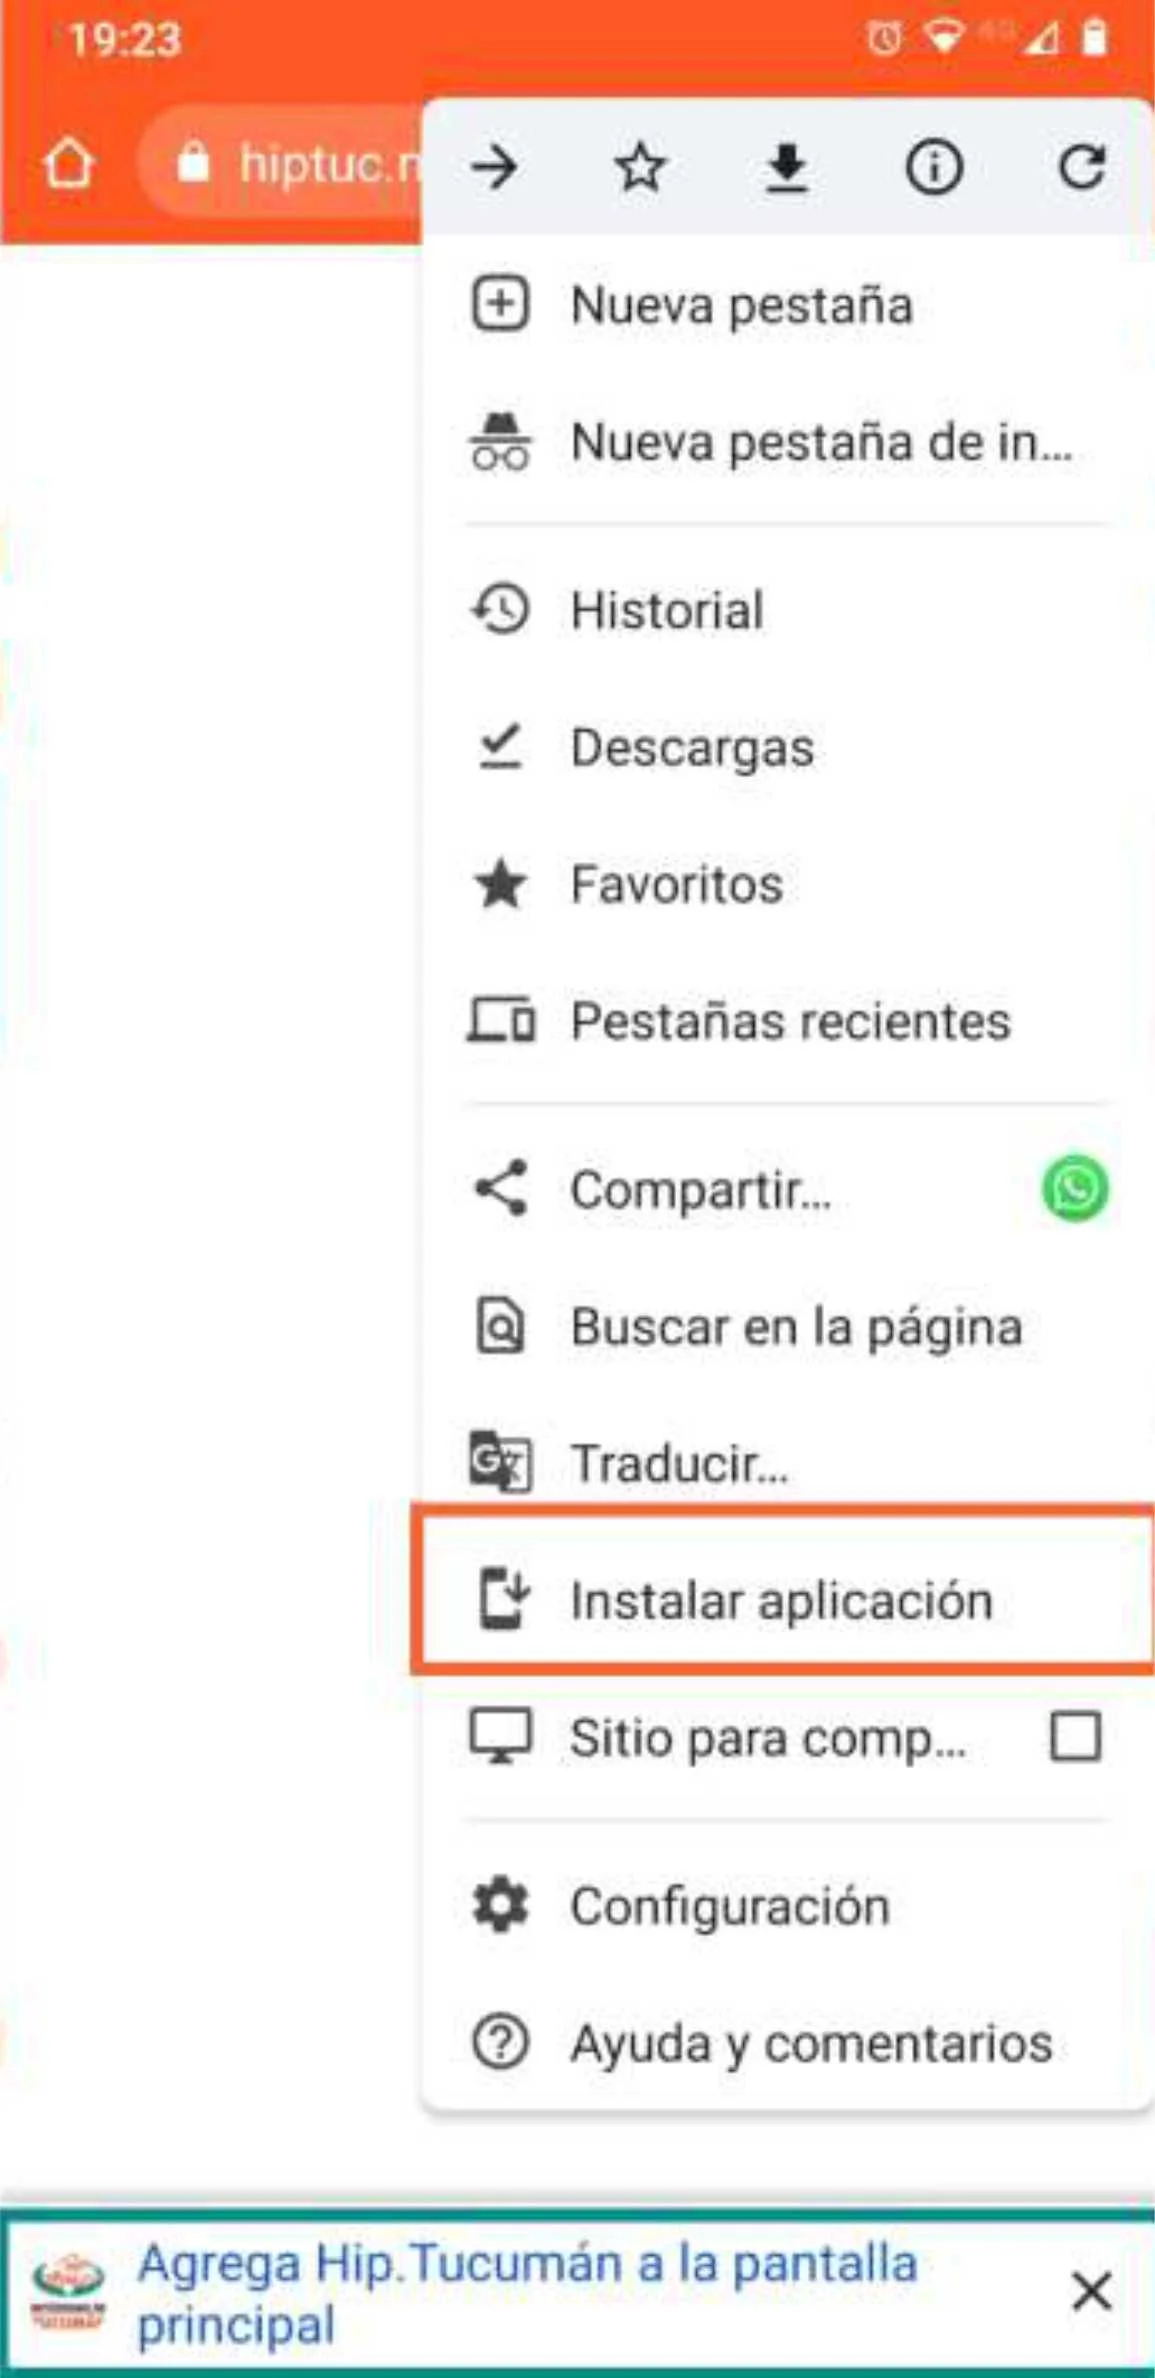 19:23
hiptuc.n
Nueva pestaña
Nueva pestaña de in...
Historial
Descargas
Favoritos
Pestañas recientes
Compartir...
Buscar en la página
Traducir...
Instalar aplicación
Sitio para comp...
Configuración
Ayuda y comentarios
Agrega Hip.Tucumán a la pantalla
principal